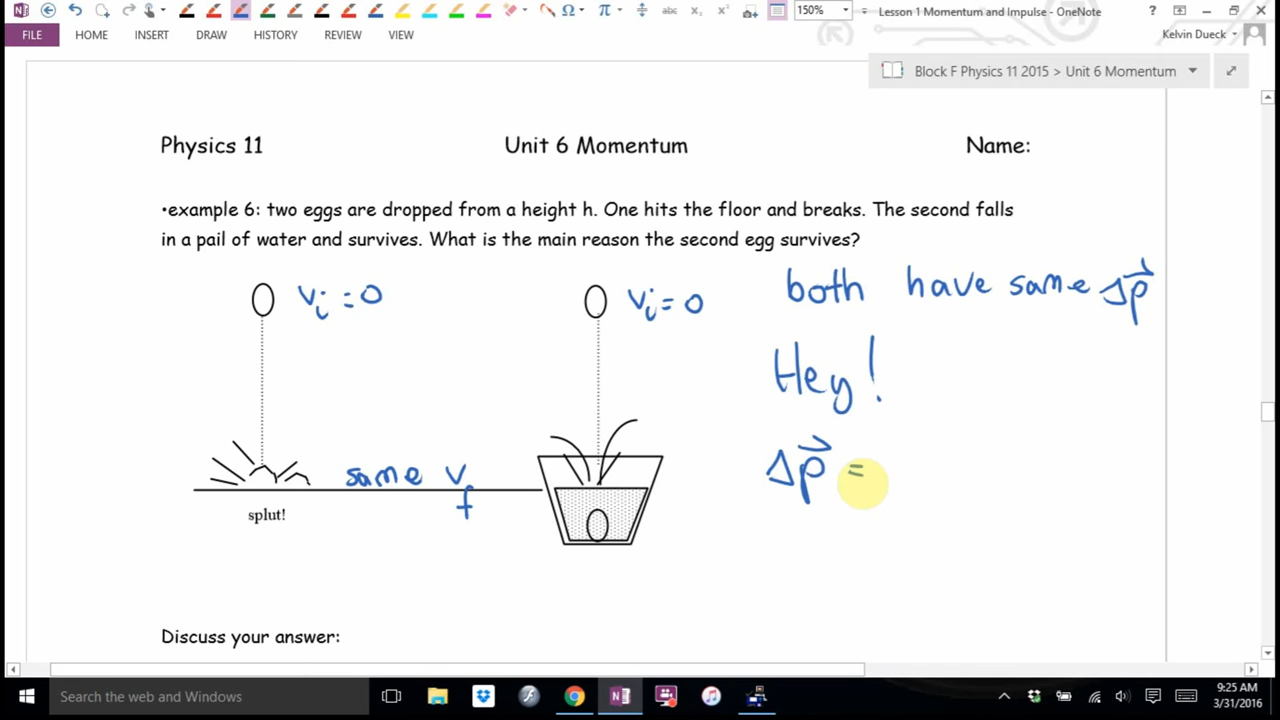 150%
Lesson 1 Momentum and Impulse - OneNote
FILE HOME INSERT DRAW HISTORY REVIEW VIEW
Kelvin Dueck
Block F Physics 11 2015 > Unit 6 Momentum
Physics 11 Unit 6 Momentum Name:
•example 6: two eggs are dropped from a height h. One hits the floor and breaks. The second falls
in a pail of water and survives. What is the main reason the second egg survives?
vi = 0 vi = 0 both have same Δp⃗
Hey!
same vf Δp⃗ =
splut!
Discuss your answer:
Search the web and Windows
9:25 AM
3/31/2016